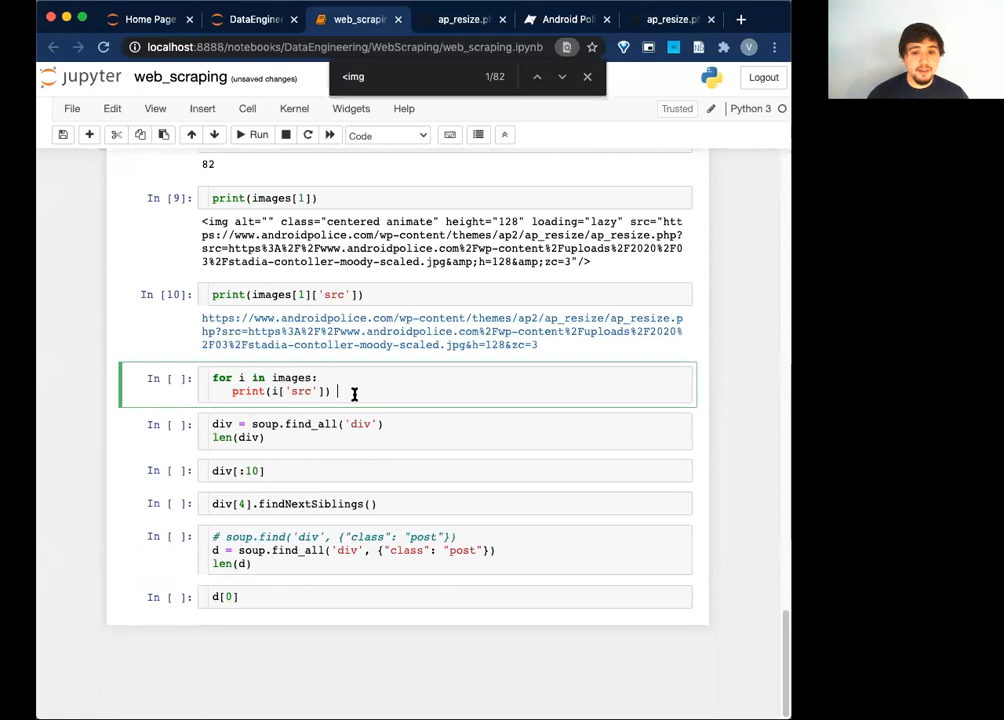 Home Page
DataEngine
web_scrapin
ap_resize.ph
Android Poli
ap_resize.ph
localhost:8888/notebooks/DataEngineering/WebScraping/web_scraping.ipynb
V
<img
1/82
jupyter web_scraping (unsaved changes)
Logout
File Edit View Insert Cell Kernel Widgets Help
Trusted
Python 3
Run
Code
82
In [9]: print(images[1])
<img alt="" class="centered animate" height="128" loading="lazy" src="htt
ps://www.androidpolice.com/wp-content/themes/ap2/ap_resize/ap_resize.php?
src=https%3A%2F%2Fwww.androidpolice.com%2Fwp-content%2Fuploads%2F2020%2F0
3%2Fstadia-contoller-moody-scaled.jpg&amp;h=128&amp;zc=3"/>
In [10]: print(images[1]['src'])
https://www.androidpolice.com/wp-content/themes/ap2/ap_resize/ap_resize.p
hp?src=https%3A%2F%2Fwww.androidpolice.com%2Fwp-content%2Fuploads%2F2020%
2F03%2Fstadia-contoller-moody-scaled.jpg&h=128&zc=3
In [ ]: for i in images:
print(i['src'])
In [ ]: div = soup.find_all('div')
len(div)
In [ ]: div[:10]
In [ ]: div[4].findNextSiblings()
In [ ]: # soup.find('div', {"class": "post"})
d = soup.find_all('div', {"class": "post"})
len(d)
In [ ]: d[0]